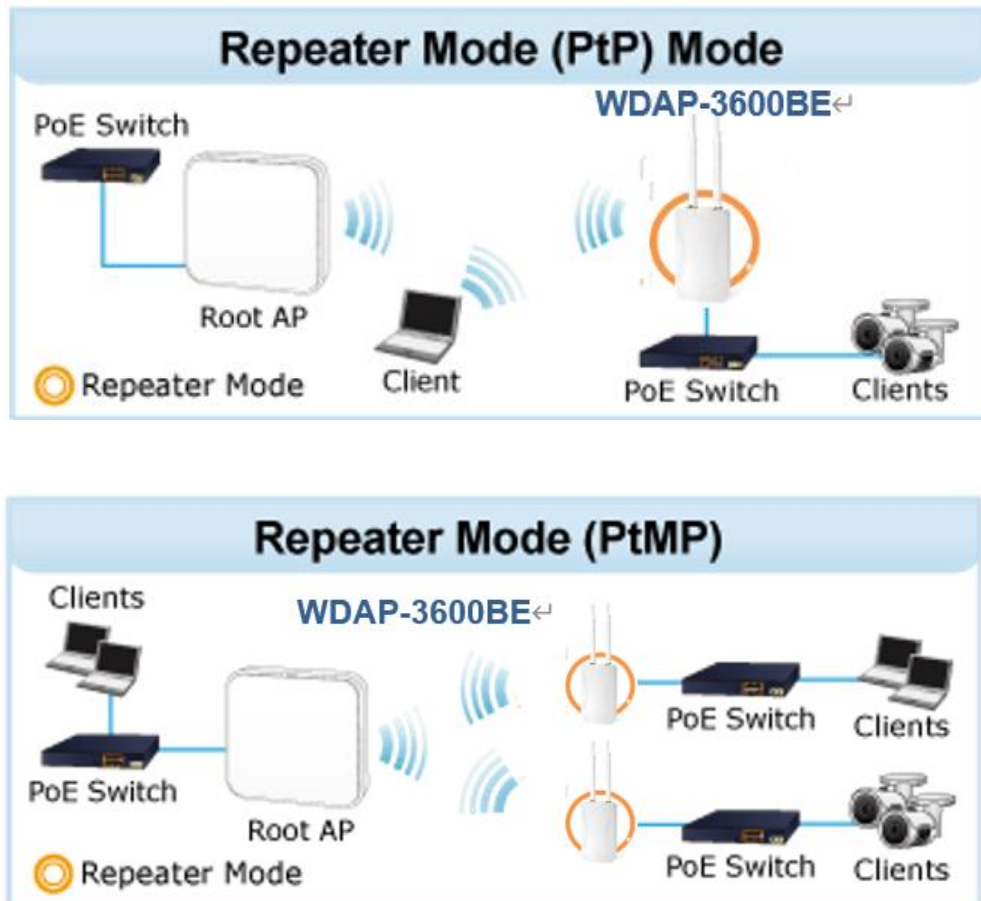 Repeater Mode (PtP) Mode
WDAP-3600BE↵
PoE Switch
Root AP
Client
PoE Switch
Clients
Repeater Mode
Repeater Mode (PtMP)
Clients
WDAP-3600BE↵
PoE Switch
Clients
PoE Switch
Root AP
PoE Switch
Clients
Repeater Mode